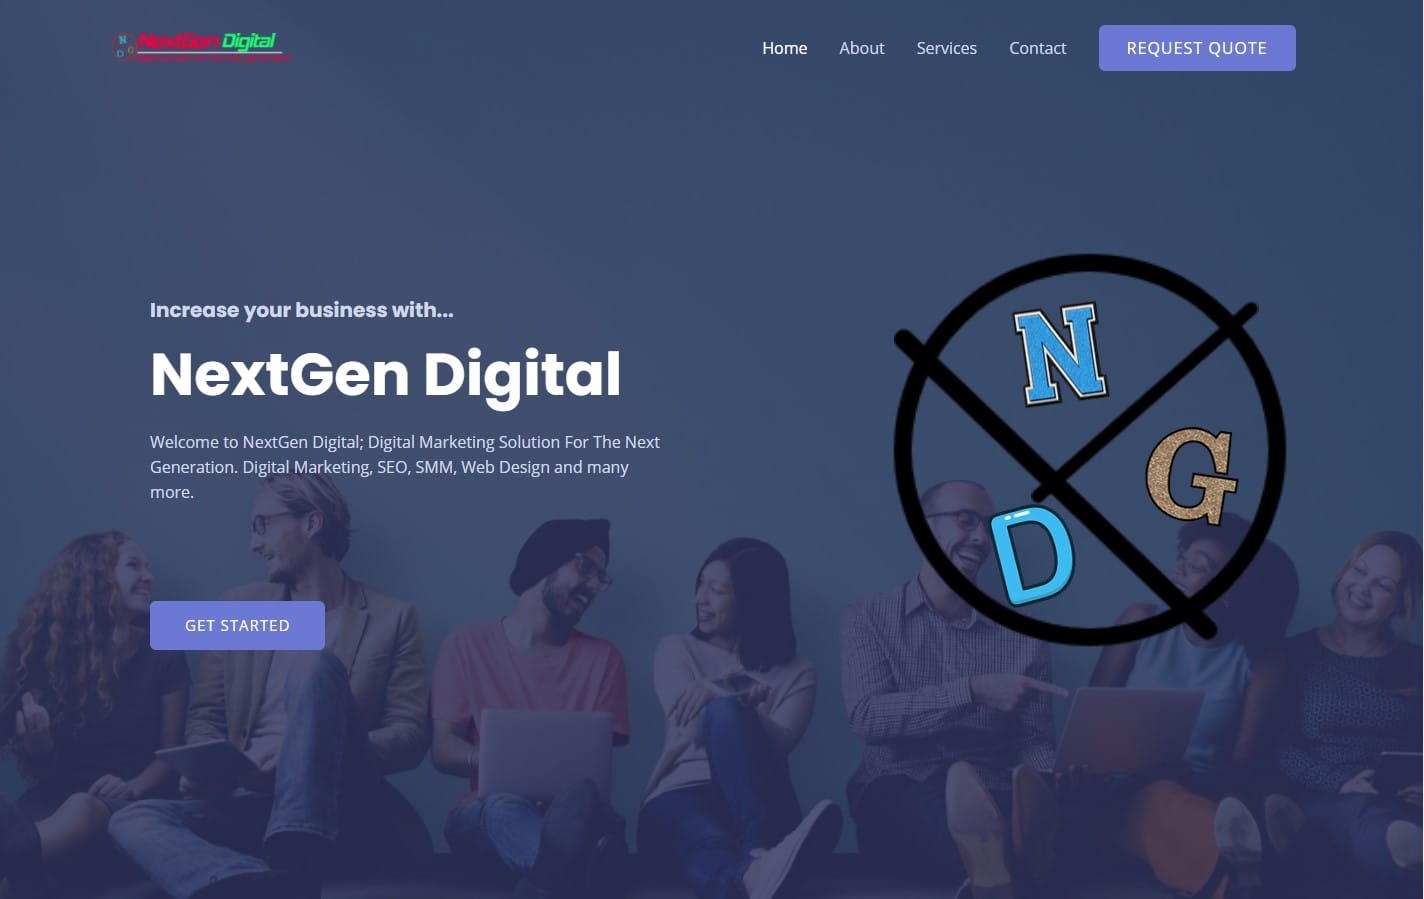 NextGen Digital
Home
About
Services
Contact
REQUEST QUOTE
Increase your business with...
NextGen Digital
Welcome to NextGen Digital; Digital Marketing Solution For The Next
Generation. Digital Marketing, SEO, SMM, Web Design and many
more.
GET STARTED
N
G
D